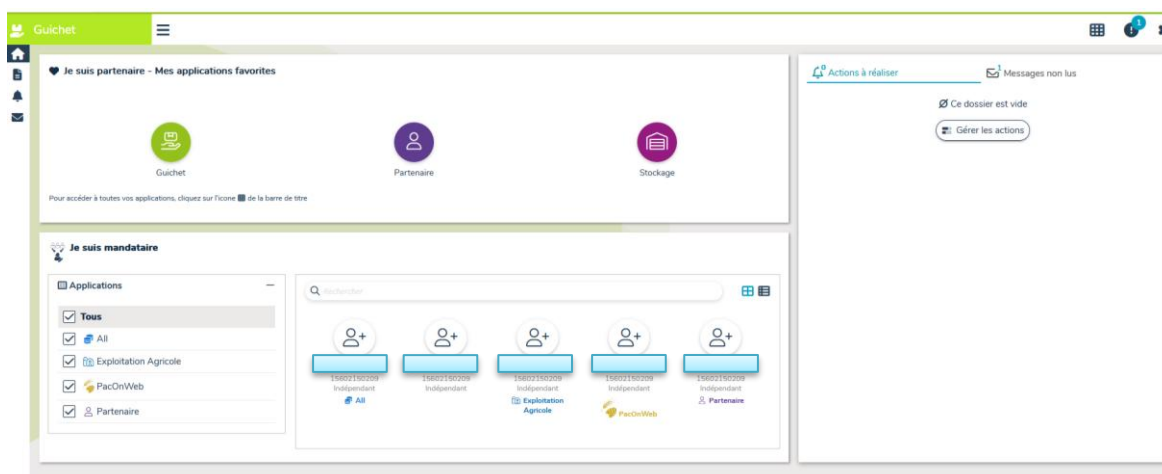 Guichet
1
Je suis partenaire - Mes applications favorites
Guichet
Partenaire
Stockage
Pour accéder à toutes vos applications, cliquez sur l'icone de la barre de titre
0 Actions à réaliser
1 Messages non lus
Ce dossier est vide
Gérer les actions
Je suis mandataire
Applications
Tous
All
Exploitation Agricole
PacOnWeb
Partenaire
Rechercher
15602150209
Indépendant
All
15602150209
Indépendant
15602150209
Indépendant
Exploitation
Agricole
15602150209
Indépendant
PacOnWeb
15602150209
Indépendant
Partenaire